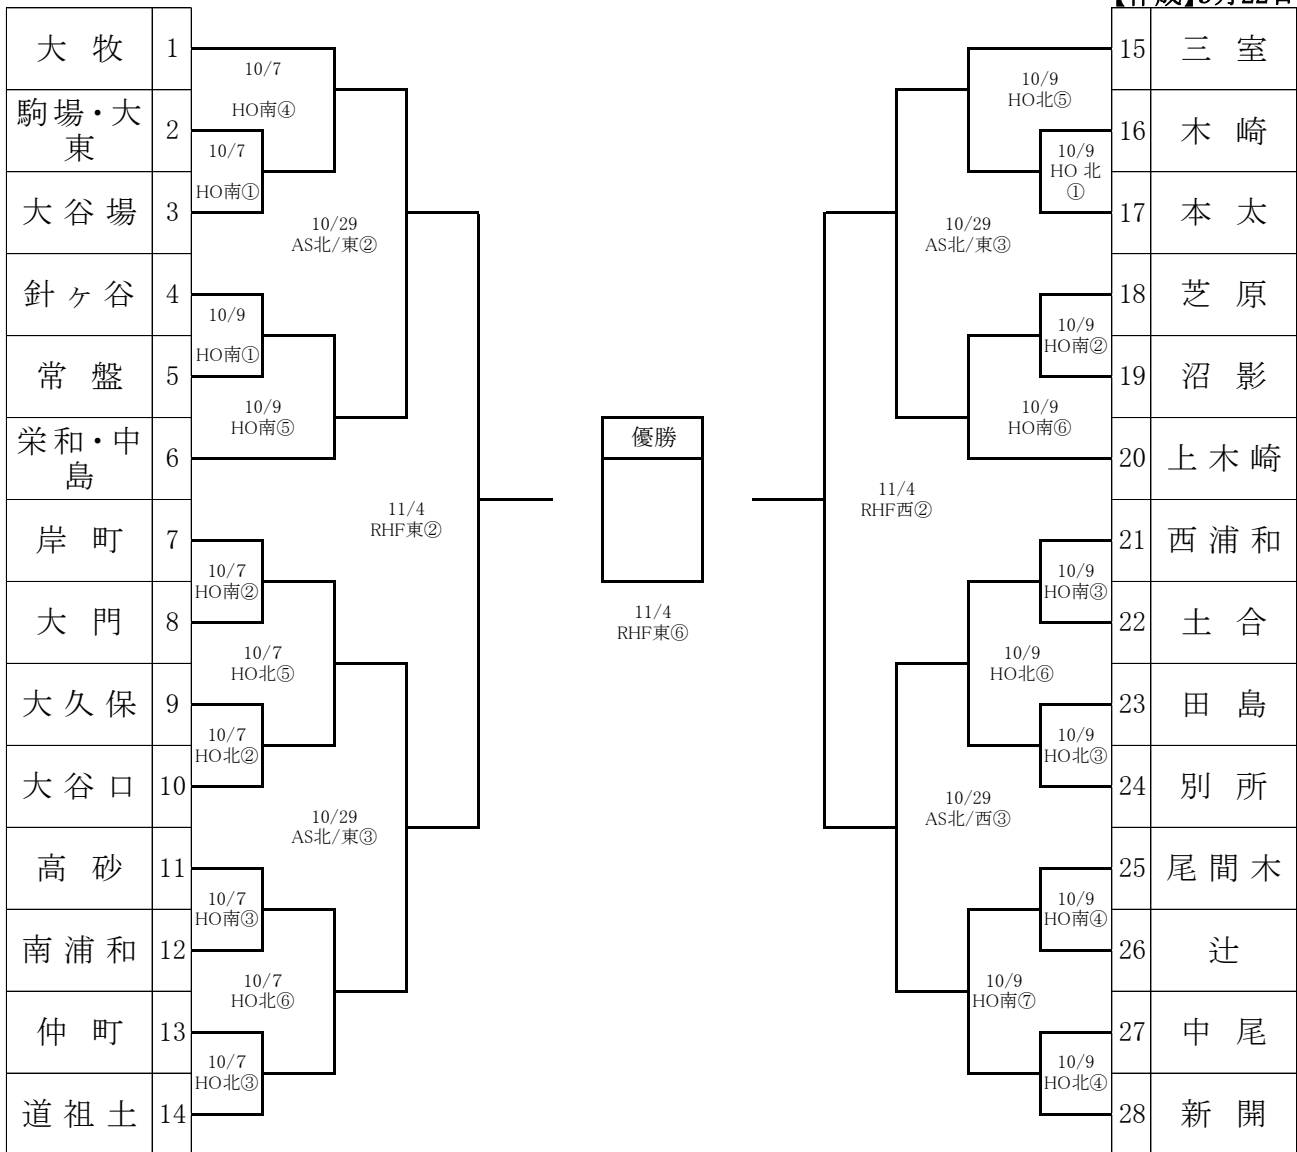 大 牧 1
駒場・大東 2
大 谷 場 3
針 ヶ 谷 4
常 盤 5
栄和・中島 6
岸 町 7
大 門 8
大 久 保 9
大 谷 口 10
高 砂 11
南 浦 和 12
仲 町 13
道 祖 土 14
10/7
HO南④
10/7
HO南①
10/29
AS北/東②
10/9
HO南①
10/9
HO南⑤
11/4
RHF東②
10/7
HO南②
10/7
HO北⑤
10/7
HO北②
10/29
AS北/東③
10/7
HO南③
10/7
HO北⑥
10/7
HO北③
優勝
11/4
RHF東⑥
10/9
HO北⑤
10/9
HO 北
①
10/29
AS北/東③
10/9
HO南②
10/9
HO南⑥
11/4
RHF西②
10/9
HO南③
10/9
HO北⑥
10/9
HO北③
10/29
AS北/西③
10/9
HO南④
10/9
HO南⑦
10/9
HO北④
15 三 室
16 木 崎
17 本 太
18 芝 原
19 沼 影
20 上 木 崎
21 西 浦 和
22 土 合
23 田 島
24 別 所
25 尾 間 木
26 辻
27 中 尾
28 新 開